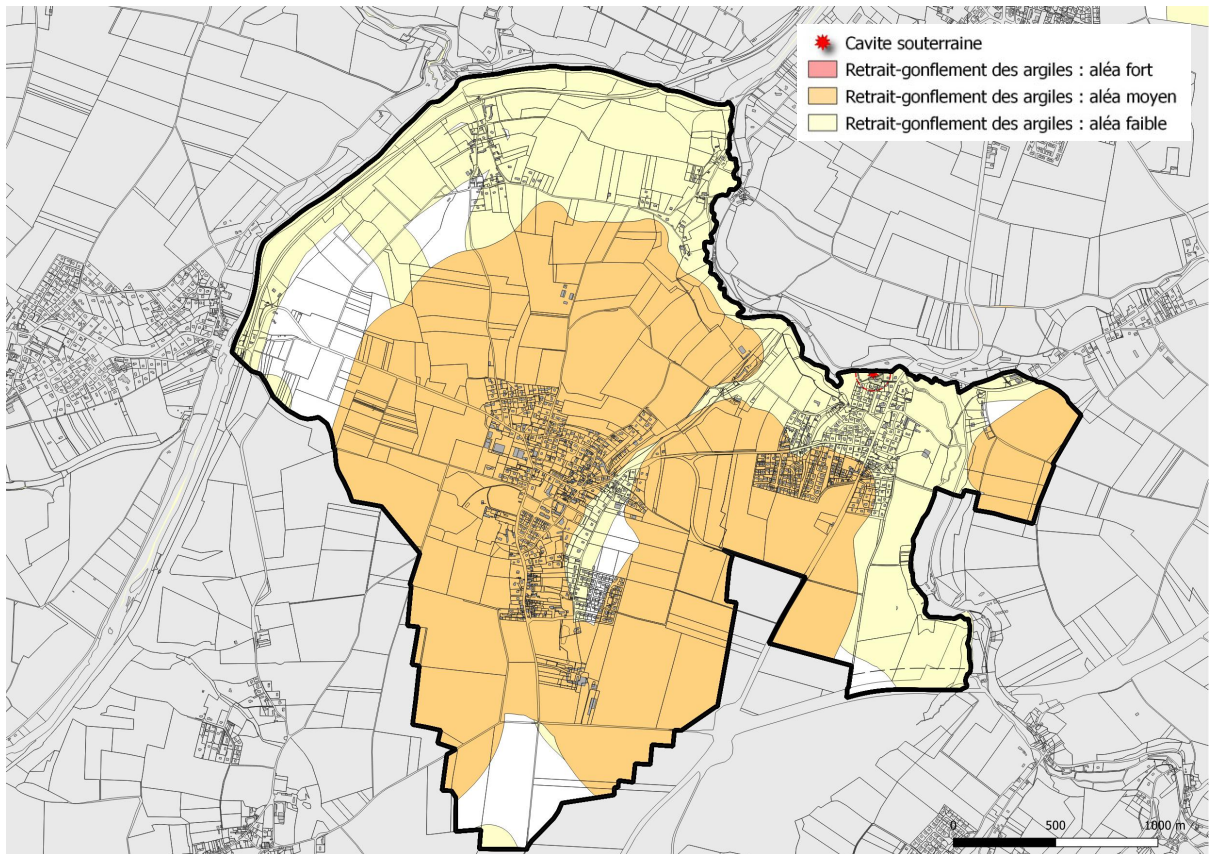 Cavite souterraine
Retrait-gonflement des argiles : aléa fort
Retrait-gonflement des argiles : aléa moyen
Retrait-gonflement des argiles : aléa faible
0 500 1000 m